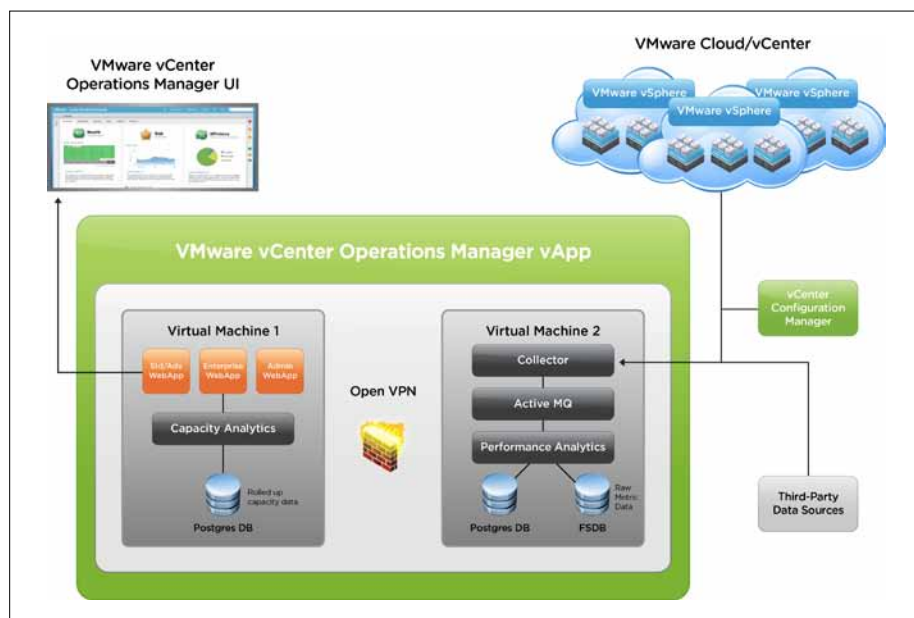 VMware vCenter
Operations Manager UI
VMware Cloud/vCenter
VMware vSphere
VMware vSphere
VMware vSphere
VMware vCenter Operations Manager vApp
vCenter
Configuration
Manager
Virtual Machine 1
Std/Adv
WebApp
Enterprise
WebApp
Admin
WebApp
Capacity Analytics
Rolled up
capacity data
Postgres DB
Open VPN
Virtual Machine 2
Collector
Active MQ
Performance Analytics
Raw
Metric
Data
Postgres DB
FSDB
Third-Party
Data Sources